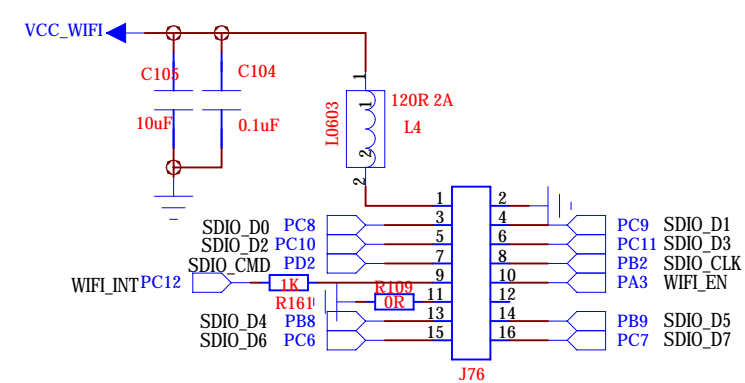 VCC_WIFI
C105
C104
10uF
0.1uF
1
L0603
1
2
120R 2A
L4
2
1 2
SDIO_D0 PC8 3 4 PC9 SDIO_D1
SDIO_D2 PC10 5 6 PC11 SDIO_D3
SDIO_CMD PD2 7 8 PB2 SDIO_CLK
WIFI_INT PC12 1K 9 10 PA3 WIFI_EN
R161 R109 0R 11 12
SDIO_D4 PB8 13 14 PB9 SDIO_D5
SDIO_D6 PC6 15 16 PC7 SDIO_D7
J76